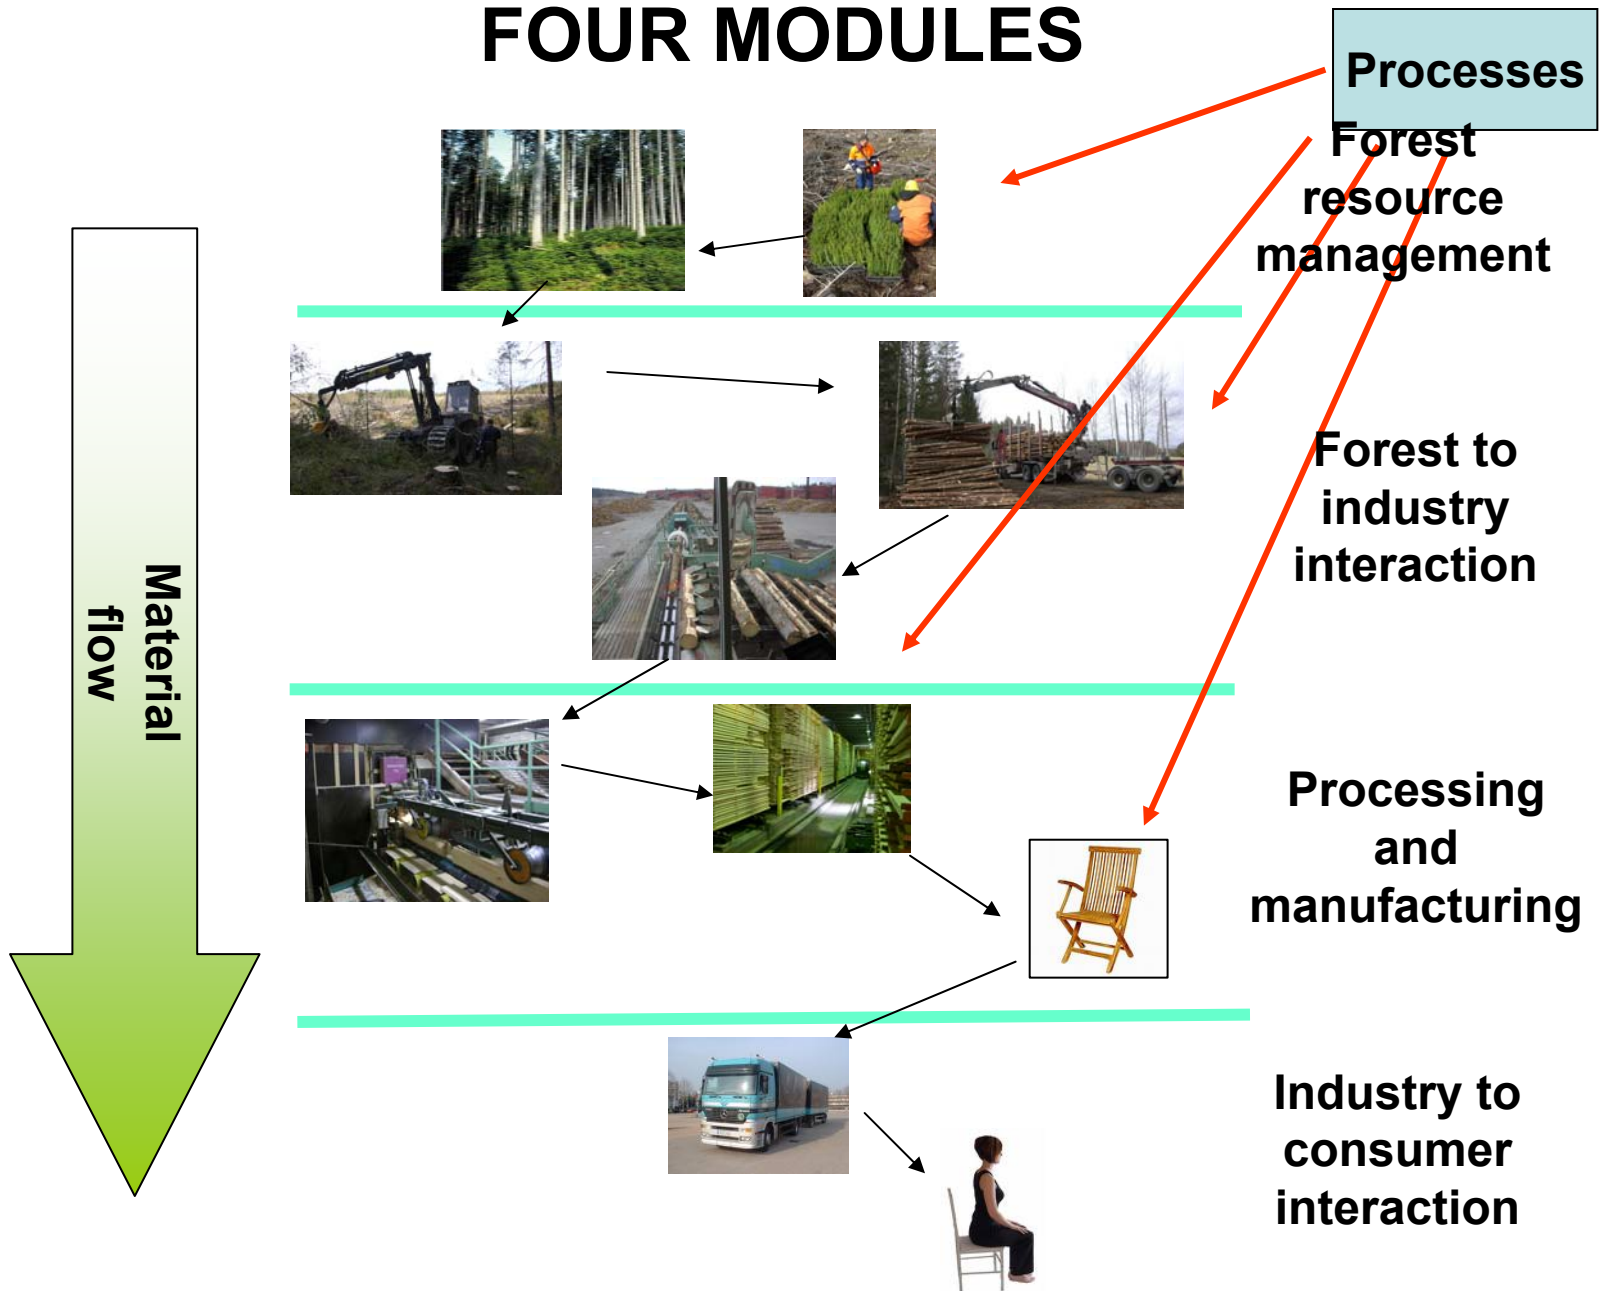 FOUR MODULES
Processes
Forest
resource
management
Material
flow
Forest to
industry
interaction
Processing
and
manufacturing
Industry to
consumer
interaction